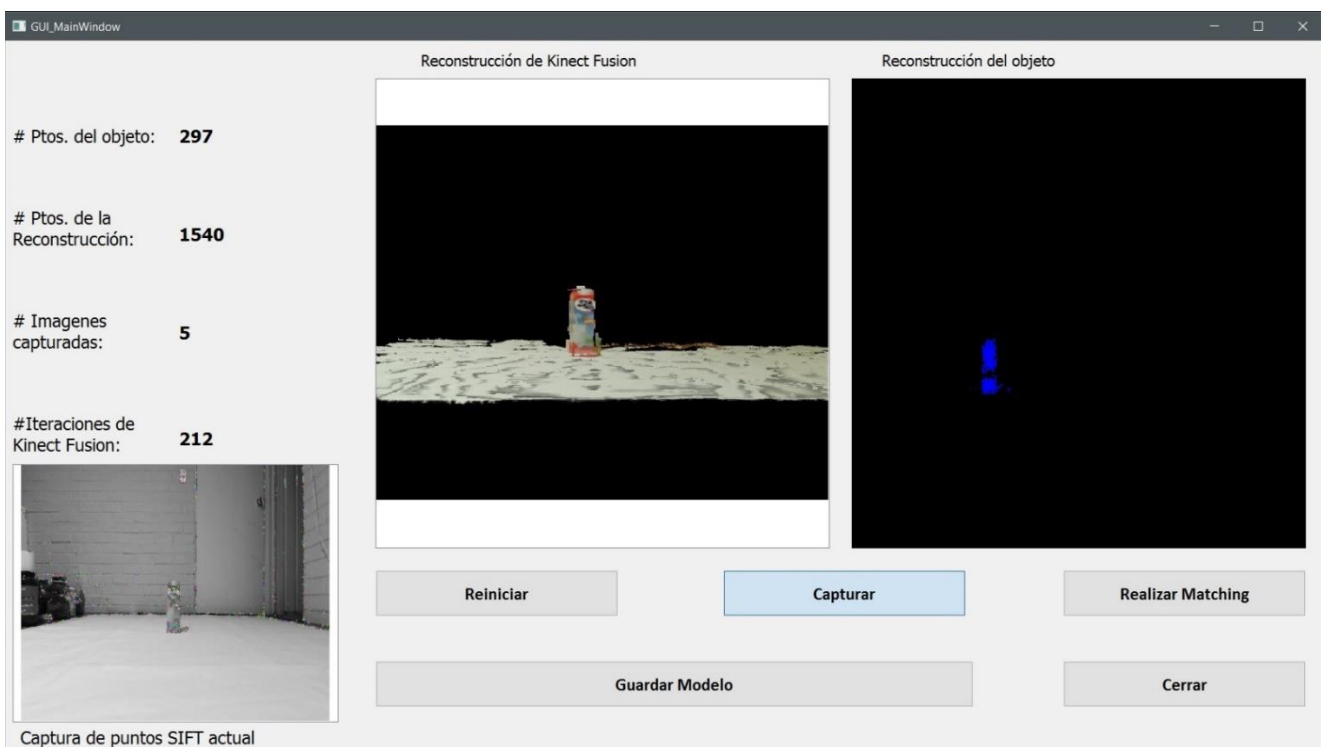 GUI_MainWindow
Reconstrucción de Kinect Fusion
Reconstrucción del objeto
# Ptos. del objeto: 297
# Ptos. de la
Reconstrucción: 1540
# Imagenes
capturadas: 5
#Iteraciones de
Kinect Fusion: 212
Reiniciar
Capturar
Realizar Matching
Guardar Modelo
Cerrar
Captura de puntos SIFT actual